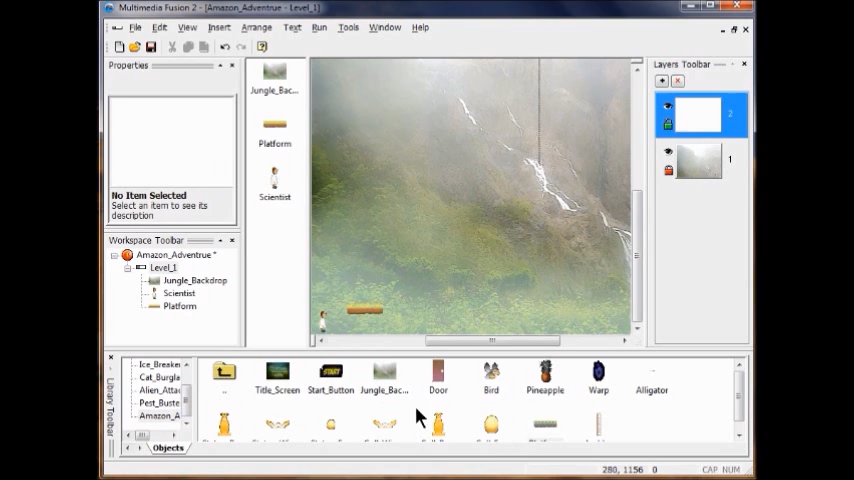 Multimedia Fusion 2 - [Amazon_Adventrue - Level_1]
File Edit View Insert Arrange Text Run Tools Window Help
Properties
Layers Toolbar
Jungle_Bac...
2
Platform
1
Scientist
No Item Selected
Select an item to see its
description
Workspace Toolbar
Amazon_Adventrue *
Level_1
Jungle_Backdrop
Scientist
Platform
Library Toolbar
Ice_Breaker
Cat_Burgla
Alien_Attac
Pest_Buste
Amazon_A
.. Title_Screen Start_Button Jungle_Bac... Door Bird Pineapple Warp Alligator
START
Objects
280, 1156 0 CAP NUM